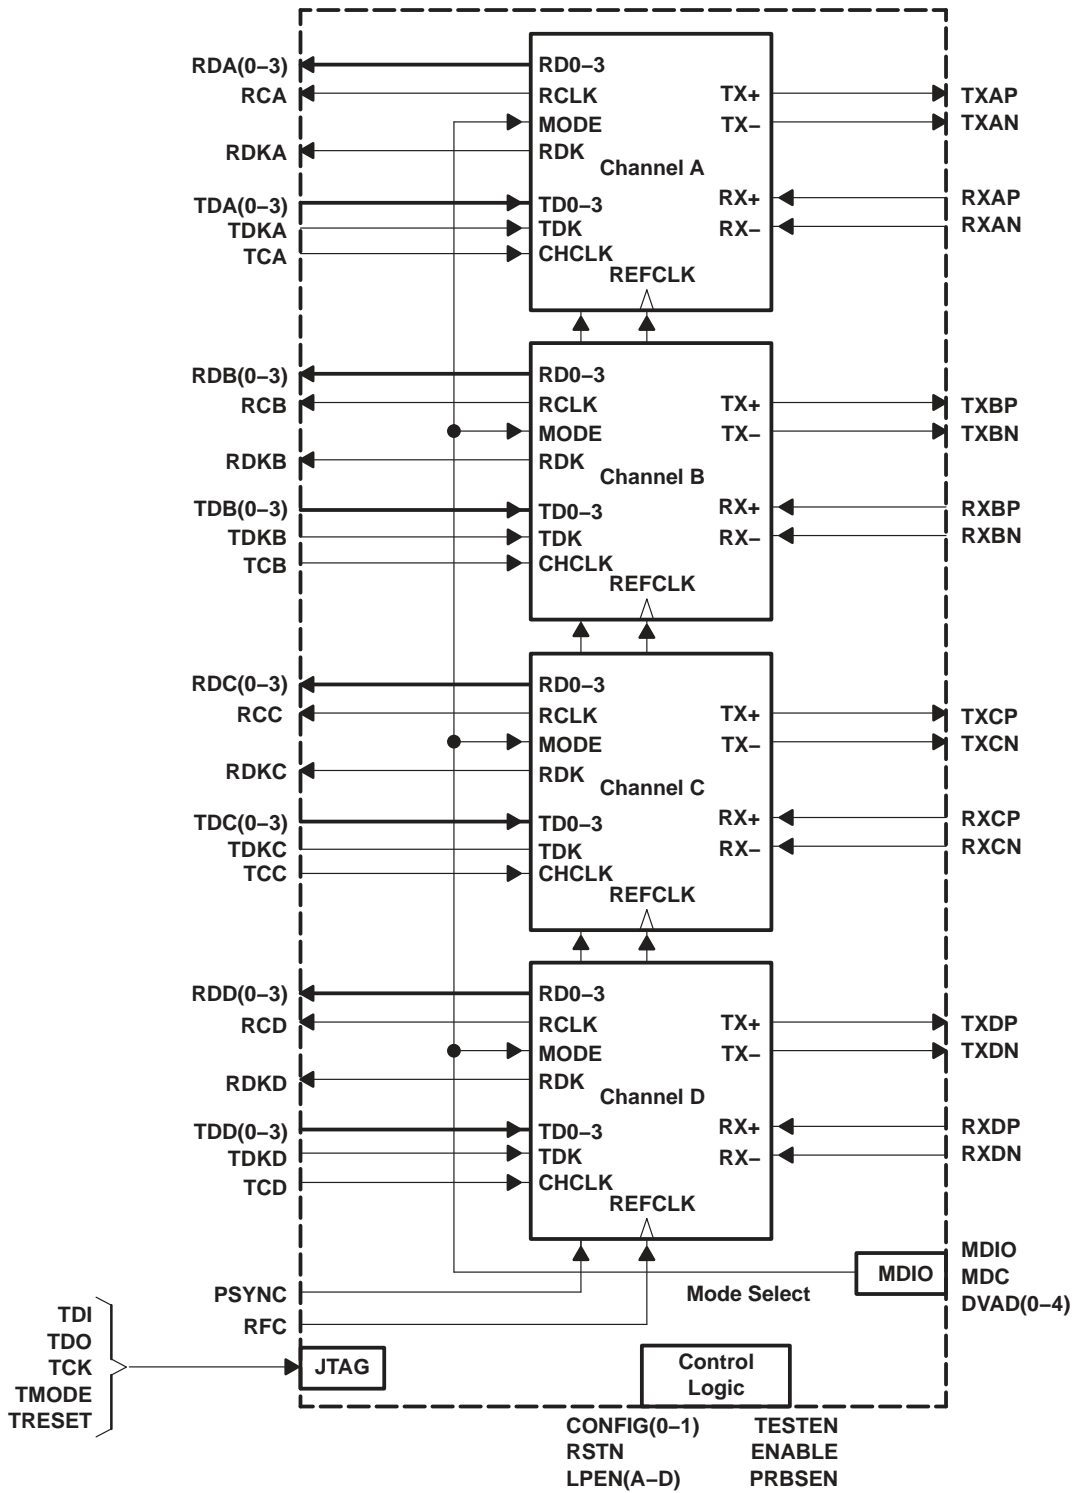 RDA(0–3) RD0–3
RCA RCLK TX+ TXAP
MODE TX– TXAN
RDKA RDK
Channel A
TDA(0–3) TD0–3 RX+ RXAP
TDKA TDK RX– RXAN
TCA CHCLK
REFCLK
RDB(0–3) RD0–3
RCB RCLK TX+ TXBP
MODE TX– TXBN
RDKB RDK
Channel B
TDB(0–3) TD0–3 RX+ RXBP
TDKB TDK RX– RXBN
TCB CHCLK
REFCLK
RDC(0–3) RD0–3
RCC RCLK TX+ TXCP
MODE TX– TXCN
RDKC RDK
Channel C
TDC(0–3) TD0–3 RX+ RXCP
TDKC TDK RX– RXCN
TCC CHCLK
REFCLK
RDD(0–3) RD0–3
RCD RCLK TX+ TXDP
MODE TX– TXDN
RDKD RDK
Channel D
TDD(0–3) TD0–3 RX+ RXDP
TDKD TDK RX– RXDN
TCD CHCLK
REFCLK
MDIO
MDIO MDC
PSYNC Mode Select DVAD(0–4)
RFC
TDI
TDO
TCK JTAG Control
TMODE Logic
TRESET
CONFIG(0–1) TESTEN
RSTN ENABLE
LPEN(A–D) PRBSEN